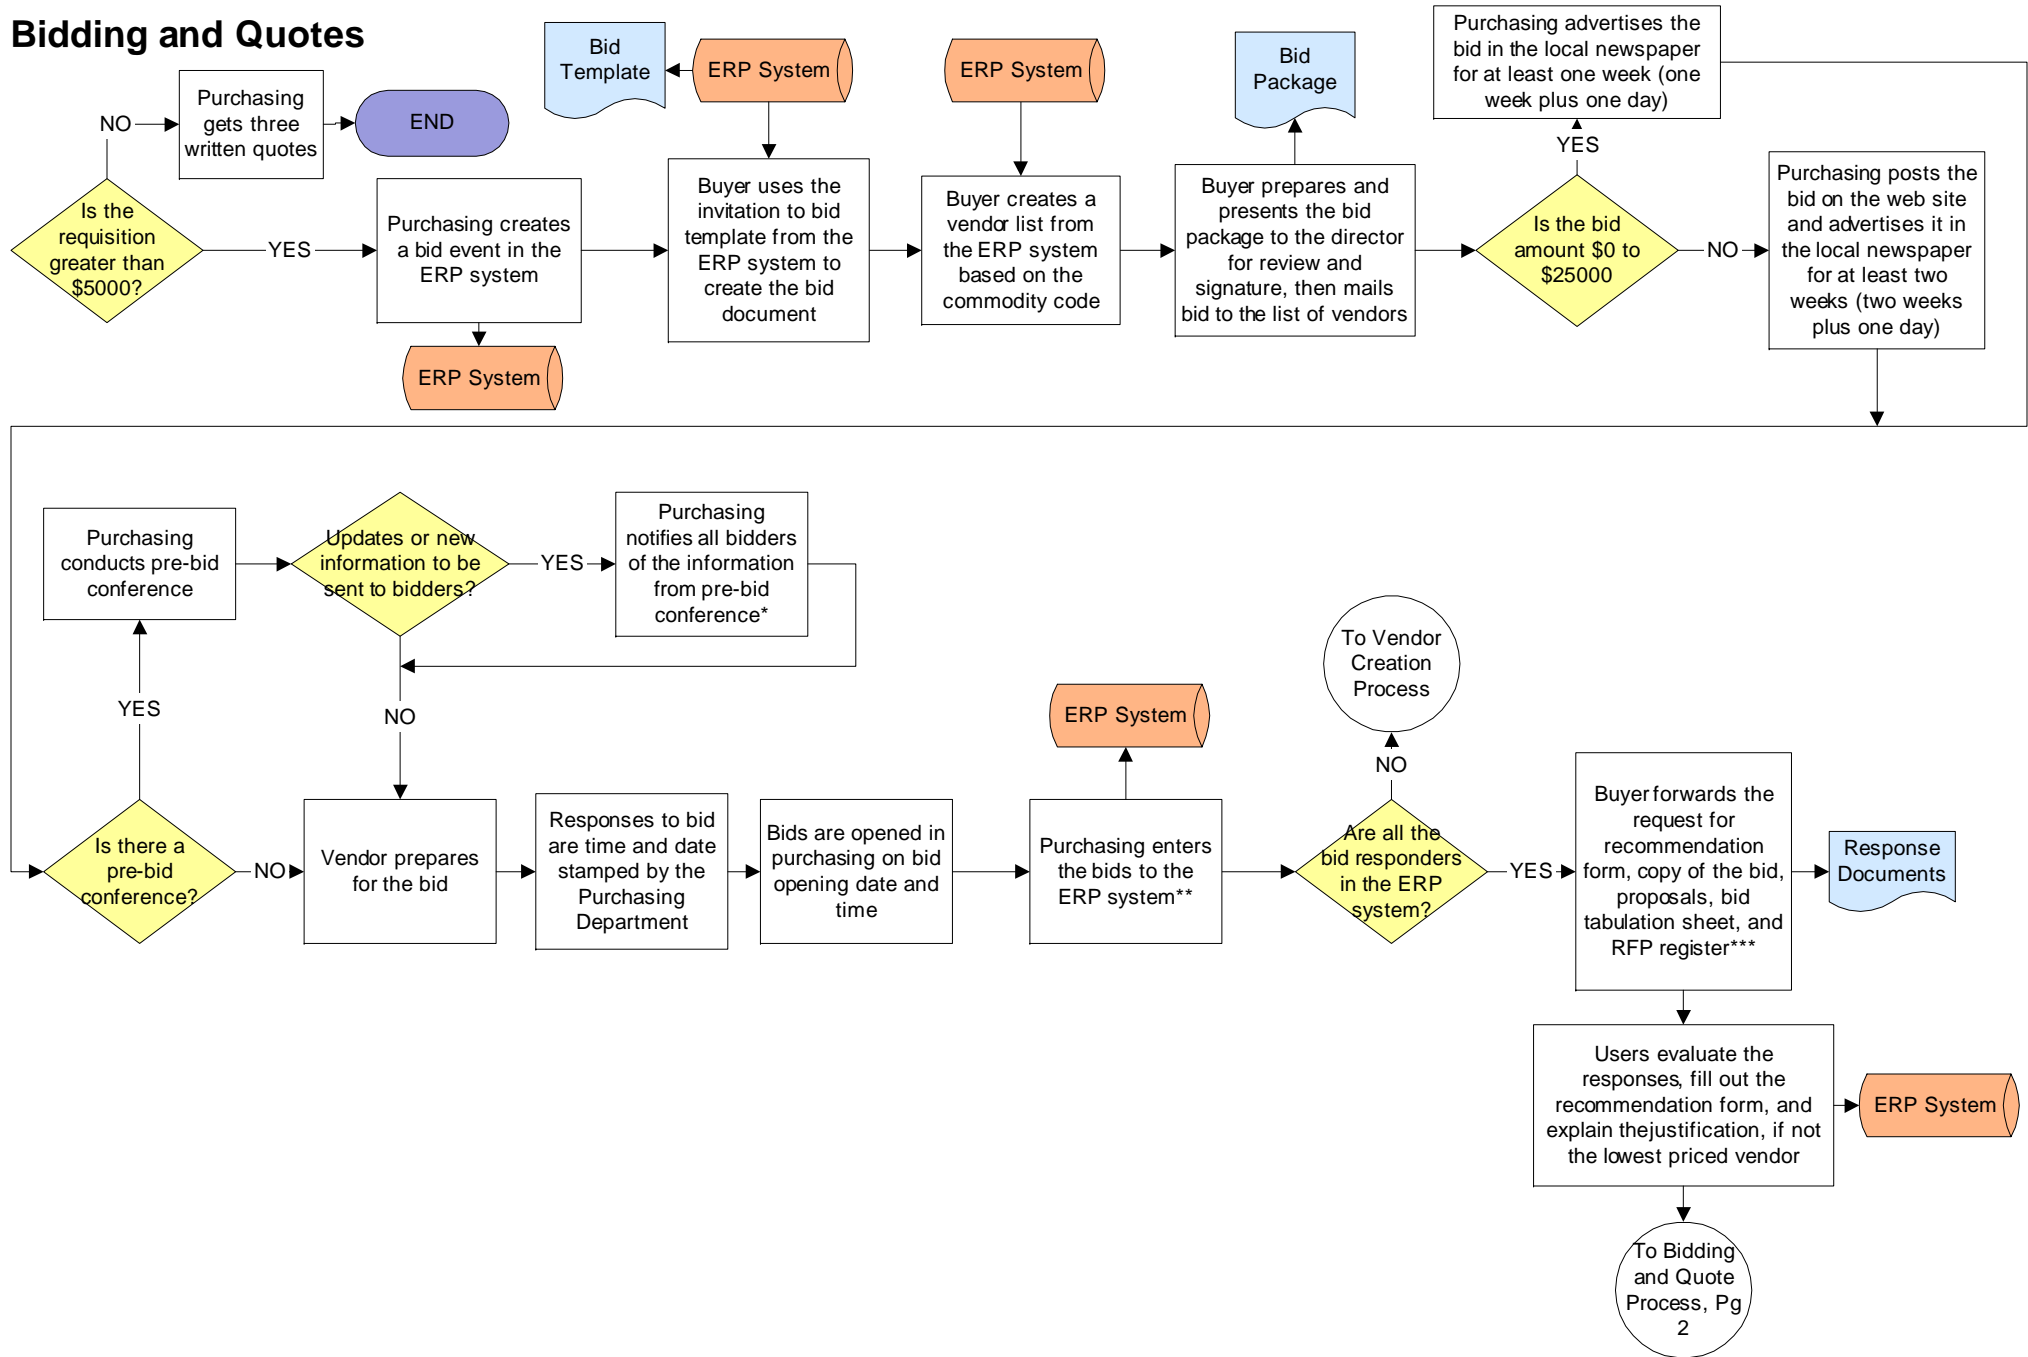 Bidding and Quotes
Bid
Template
ERP System
ERP System
Bid
Package
Purchasing advertises the
bid in the local newspaper
for at least one week (one
week plus one day)
NO
Purchasing
gets three
written quotes
END
Is the
requisition
greater than
$5000?
YES
Purchasing creates
a bid event in the
ERP system
ERP System
Buyer uses the
invitation to bid
template from the
ERP system to
create the bid
document
Buyer creates a
vendor list from
the ERP system
based on the
commodity code
Buyer prepares and
presents the bid
package to the director
for review and
signature, then mails
bid to the list of vendors
YES
Is the bid
amount $0 to
$25000
NO
Purchasing posts the
bid on the web site
and advertises it in
the local newspaper
for at least two
weeks (two weeks
plus one day)
Purchasing
conducts pre-bid
conference
Updates or new
information to be
sent to bidders?
YES
Purchasing
notifies all bidders
of the information
from pre-bid
conference*
YES
NO
Is there a
pre-bid
conference?
NO
Vendor prepares
for the bid
Responses to bid
are time and date
stamped by the
Purchasing
Department
Bids are opened in
purchasing on bid
opening date and
time
ERP System
Purchasing enters
the bids to the
ERP system**
To Vendor
Creation
Process
NO
Are all the
bid responders
in the ERP
system?
YES
Buyer forwards the
request for
recommendation
form, copy of the bid,
proposals, bid
tabulation sheet, and
RFP register***
Response
Documents
Users evaluate the
responses, fill out the
recommendation form, and
explain thejustification, if not
the lowest priced vendor
ERP System
To Bidding
and Quote
Process, Pg
2